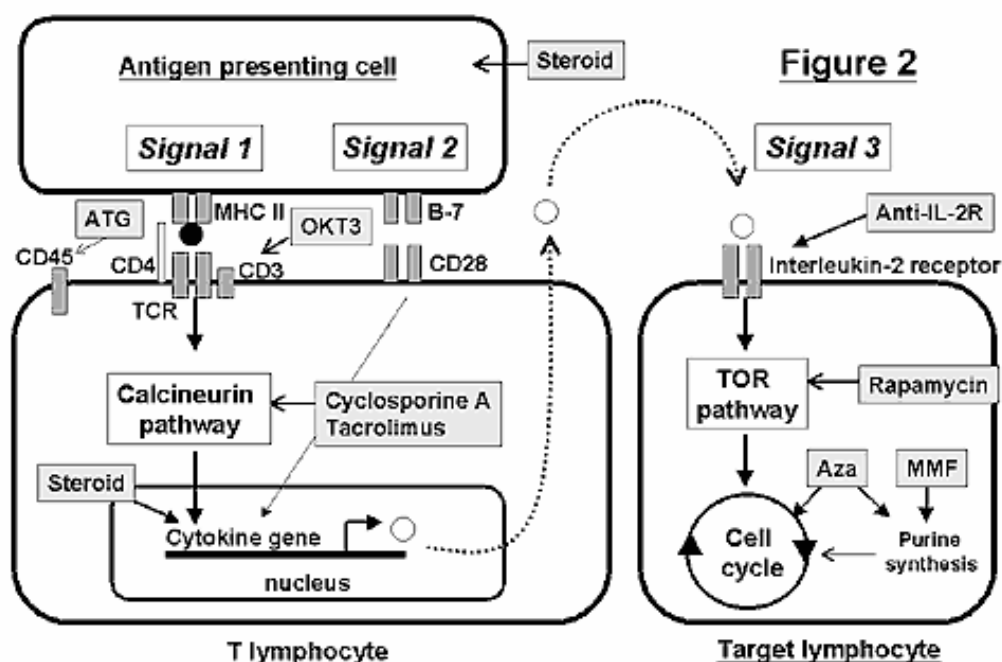 Figure 2
Antigen presenting cell
Steroid
Signal 1
Signal 2
Signal 3
ATG
MHC II
OKT3
B-7
Anti-IL-2R
CD45
CD4
CD3
CD28
Interleukin-2 receptor
TCR
Calcineurin
pathway
Cyclosporine A
Tacrolimus
TOR
pathway
Rapamycin
Steroid
Aza
MMF
Cytokine gene
nucleus
Cell
cycle
Purine
synthesis
T lymphocyte
Target lymphocyte